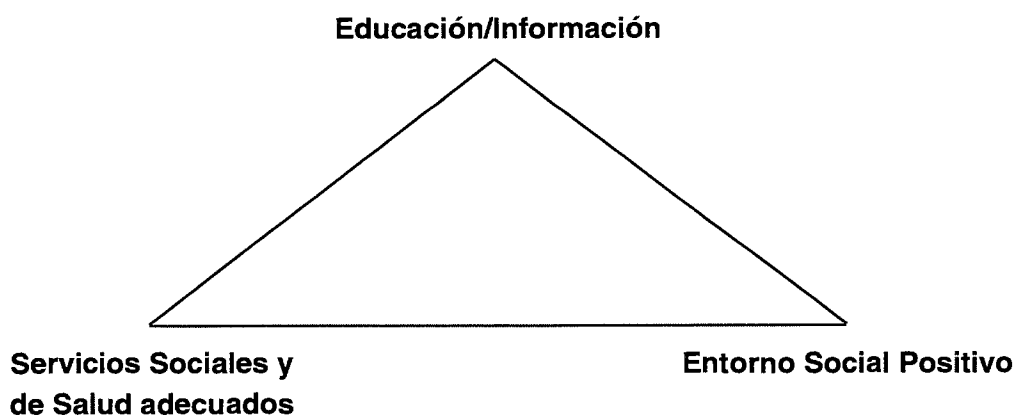 Educación/Información
Servicios Sociales y
de Salud adecuados
Entorno Social Positivo